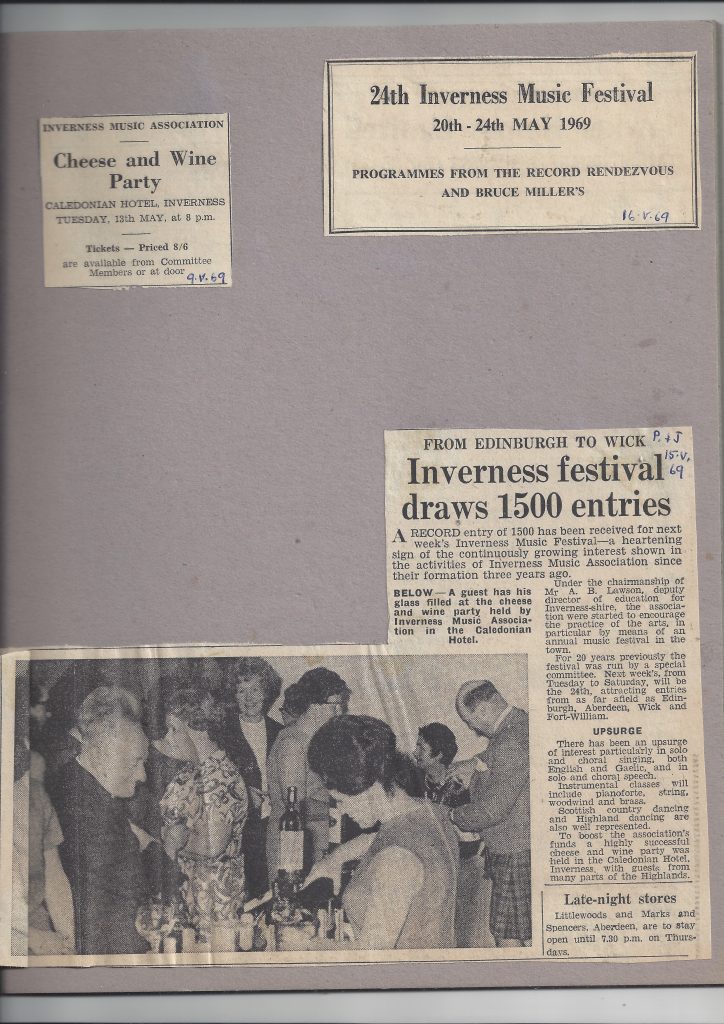 INVERNESS MUSIC ASSOCIATION
Cheese and Wine
Party
CALEDONIAN HOTEL, INVERNESS
TUESDAY, 13th MAY, at 8 p.m.
Tickets — Priced 8/6
are available from Committee
Members or at door
9.V.69
24th Inverness Music Festival
20th - 24th MAY 1969
PROGRAMMES FROM THE RECORD RENDEZVOUS
AND BRUCE MILLER'S
16.V.69
FROM EDINBURGH TO WICK
P.+J
15.V.
69
Inverness festival
draws 1500 entries
A RECORD entry of 1500 has been received for next
week's Inverness Music Festival—a heartening
sign of the continuously growing interest shown in
the activities of Inverness Music Association since
their formation three years ago.
BELOW — A guest has his
glass filled at the cheese
and wine party held by
Inverness Music Associa-
tion in the Caledonian
Hotel.
Under the chairmanship of
Mr A. B. Lawson, deputy
director of education for
Inverness-shire, the associa-
tion were started to encourage
the practice of the arts, in
particular by means of an
annual music festival in the
town.
For 20 years previously the
festival was run by a special
committee. Next week's, from
Tuesday to Saturday, will be
the 24th, attracting entries
from as far afield as Edin-
burgh, Aberdeen, Wick and
Fort-William.
UPSURGE
There has been an upsurge
of interest particularly in solo
and choral singing, both
English and Gaelic, and in
solo and choral speech.
Instrumental classes will
include pianoforte, string,
woodwind and brass.
Scottish country dancing
and Highland dancing are
also well represented.
To boost the association's
funds a highly successful
cheese and wine party was
held in the Caledonian Hotel,
Inverness, with guests from
many parts of the Highlands.
Late-night stores
Littlewoods and Marks and
Spencers, Aberdeen, are to stay
open until 7.30 p.m. on Thurs-
days.